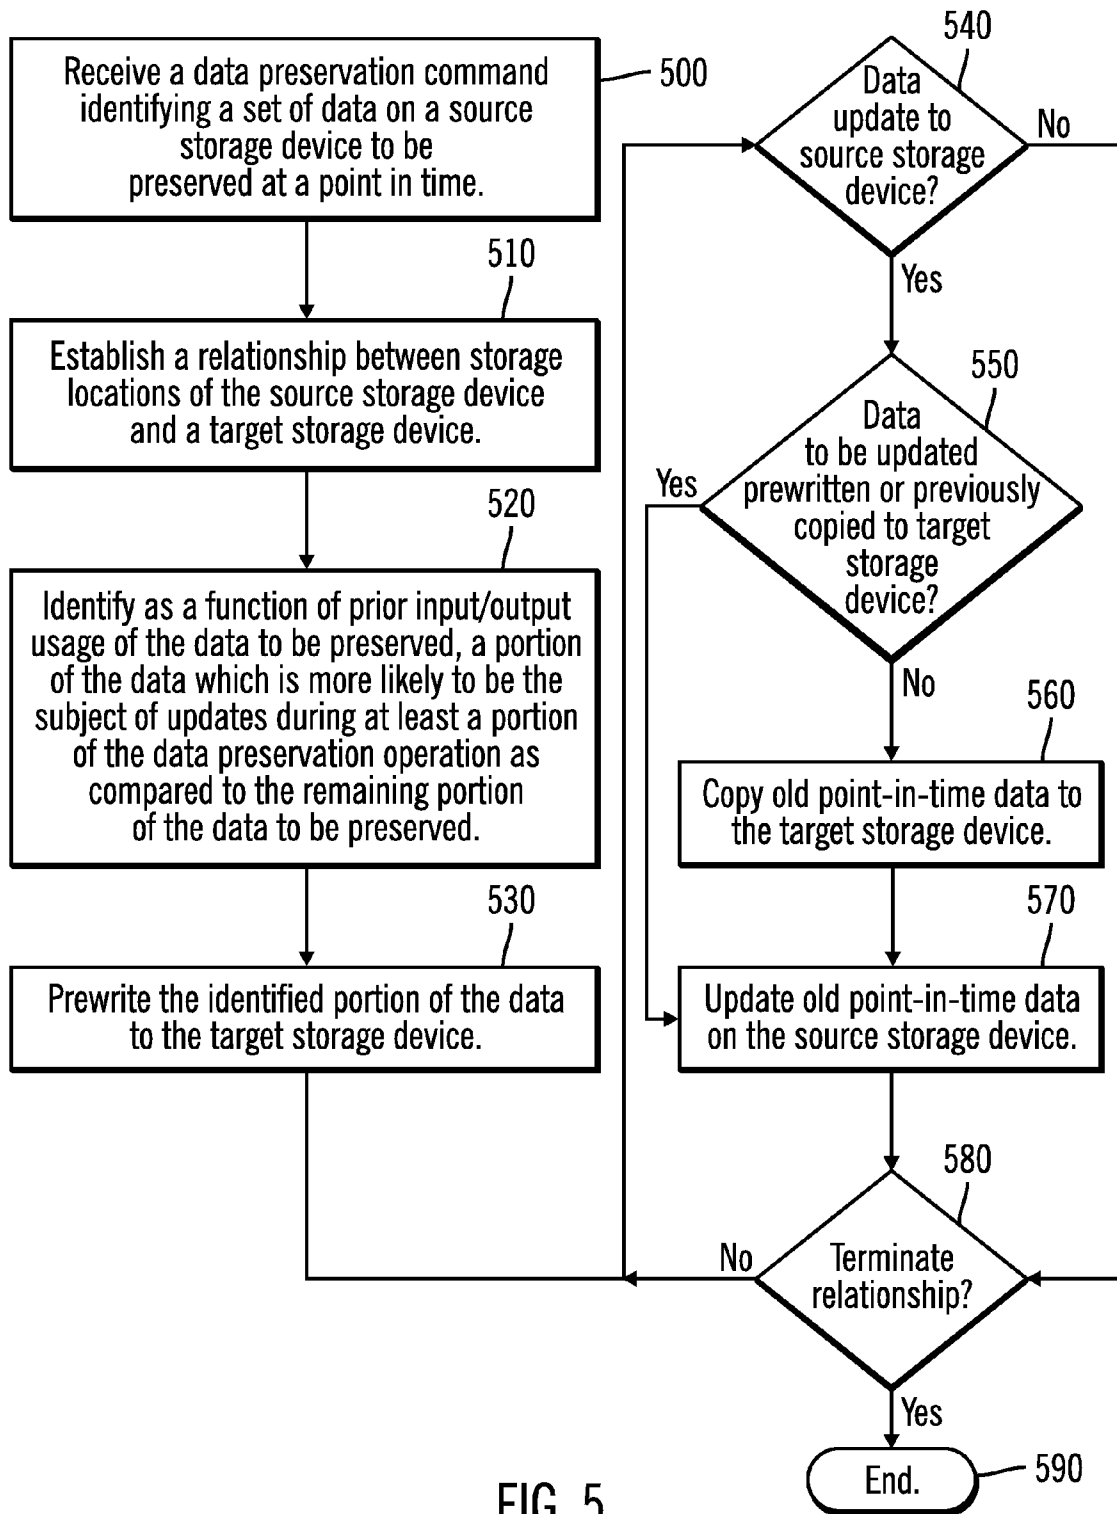 Receive a data preservation command
identifying a set of data on a source
storage device to be
preserved at a point in time.
500
510
Establish a relationship between storage
locations of the source storage device
and a target storage device.
520
Identify as a function of prior input/output
usage of the data to be preserved, a portion
of the data which is more likely to be the
subject of updates during at least a portion
of the data preservation operation as
compared to the remaining portion
of the data to be preserved.
530
Prewrite the identified portion of the data
to the target storage device.
540
Data
update to
source storage
device?
No
Yes
550
Data
to be updated
prewritten or previously
copied to target
storage
device?
Yes
No
560
Copy old point-in-time data to
the target storage device.
570
Update old point-in-time data
on the source storage device.
580
Terminate
relationship?
No
Yes
End.
590
FIG. 5